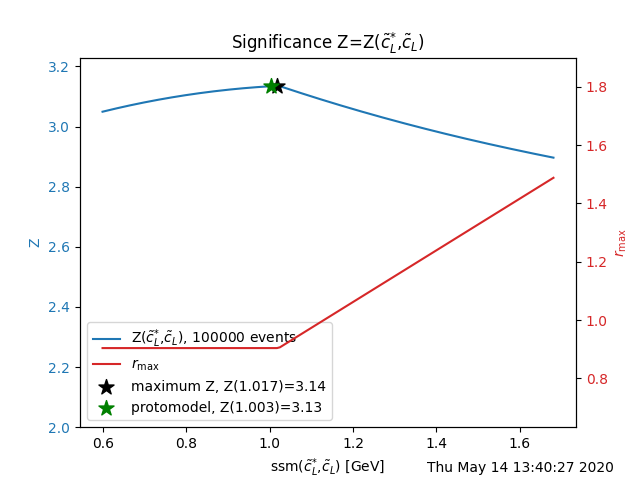 Significance Z=Z(c̃*L,c̃L)
3.2
3.0
2.8
2.6
2.4
2.2
2.0
Z
1.8
1.6
1.4
1.2
1.0
0.8
rmax
Z(c̃*L,c̃L), 100000 events
rmax
maximum Z, Z(1.017)=3.14
protomodel, Z(1.003)=3.13
0.6 0.8 1.0 1.2 1.4 1.6
ssm(c̃*L,c̃L) [GeV]
Thu May 14 13:40:27 2020